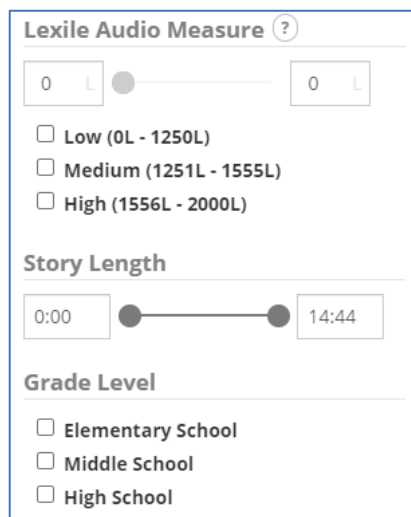 Lexile Audio Measure ?
0 L 0 L
Low (0L - 1250L)
Medium (1251L - 1555L)
High (1556L - 2000L)
Story Length
0:00 14:44
Grade Level
Elementary School
Middle School
High School